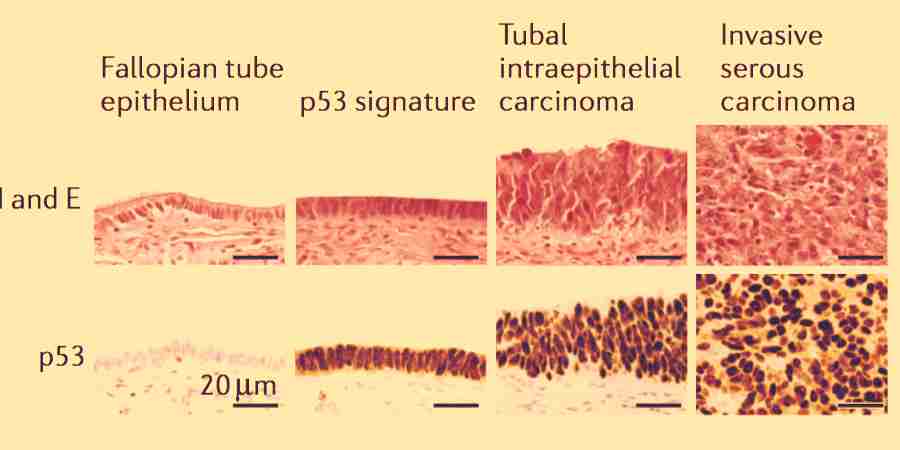 Fallopian tube
epithelium
p53 signature
Tubal
intraepithelial
carcinoma
Invasive
serous
carcinoma
and E
p53
20 µm